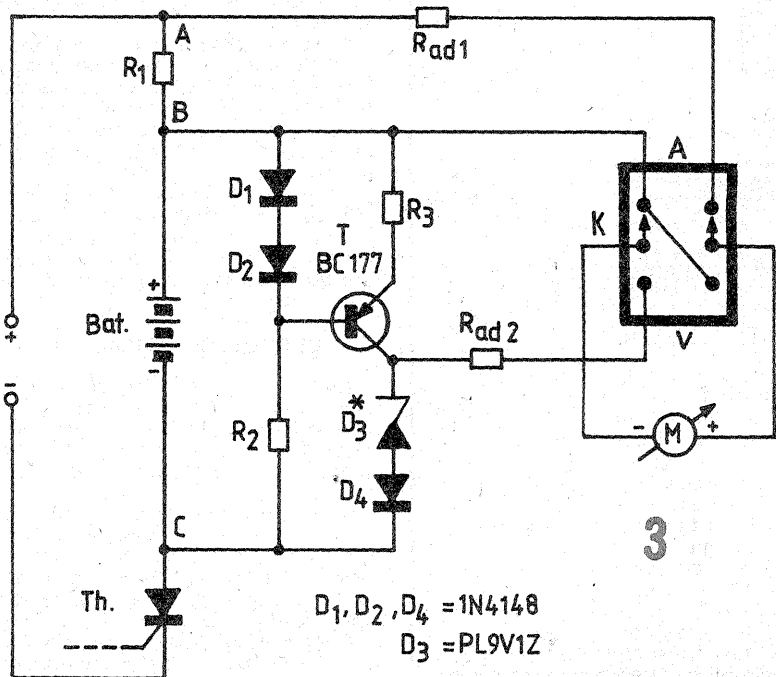 A
R1
Rad1
B
A
D1
R3
K
T
BC177
D2
+
Bat.
-
+
-
Rad2
V
R2
*
D3
- M +
D4
C
3
Th.
D1, D2, D4 = 1N4148
D3 = PL9V1Z